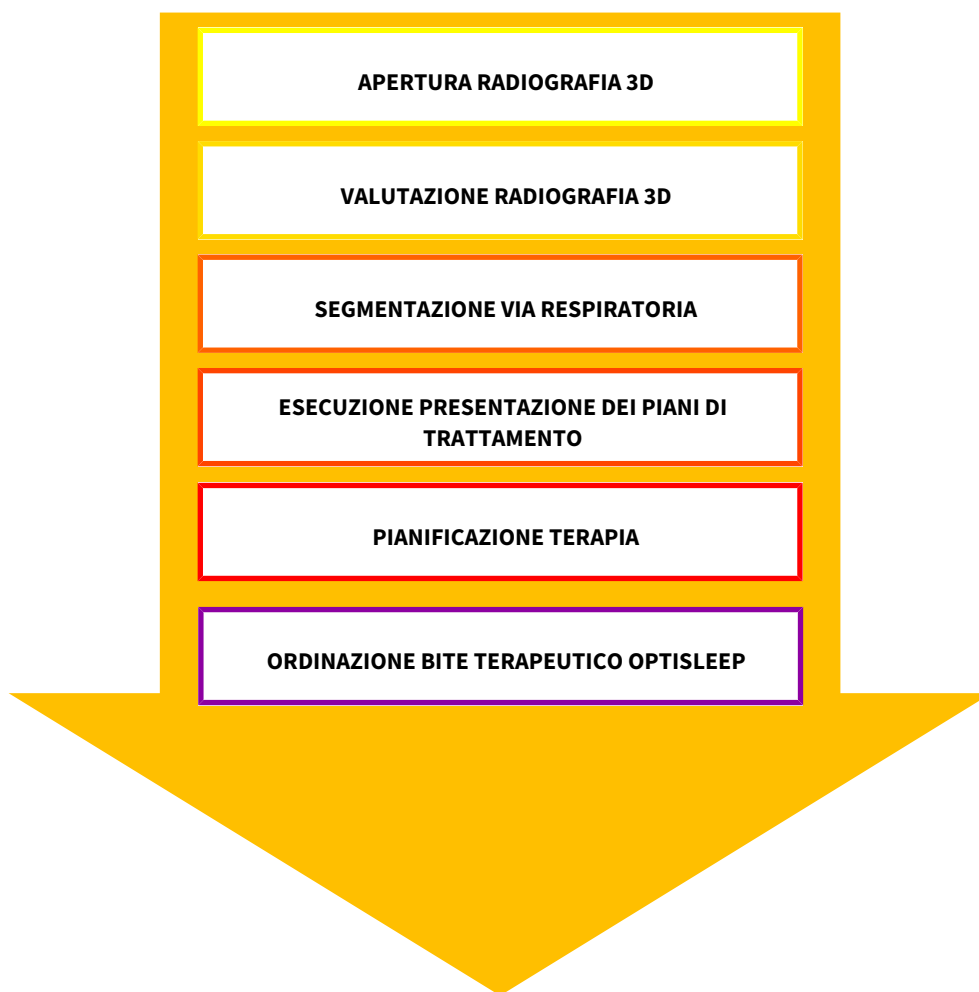 APERTURA RADIOGRAFIA 3D
VALUTAZIONE RADIOGRAFIA 3D
SEGMENTAZIONE VIA RESPIRATORIA
ESECUZIONE PRESENTAZIONE DEI PIANI DI
TRATTAMENTO
PIANIFICAZIONE TERAPIA
ORDINAZIONE BITE TERAPEUTICO OPTISLEEP